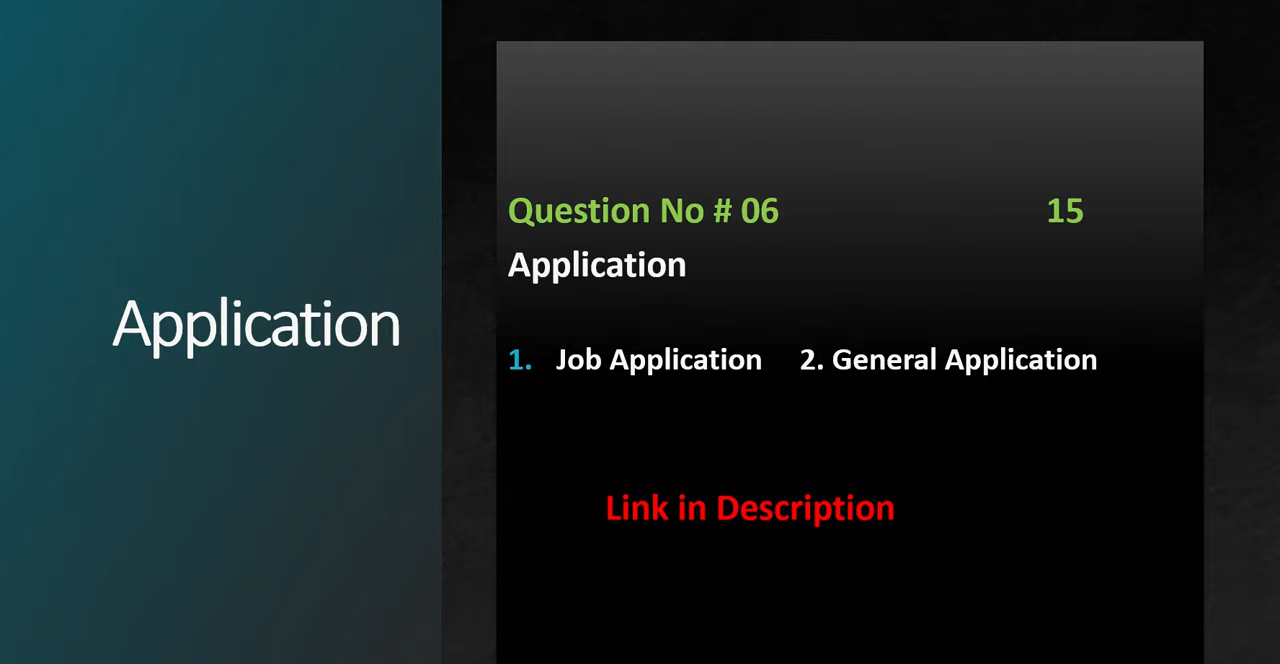 Application
Question No # 06 15
Application
1. Job Application 2. General Application
Link in Description